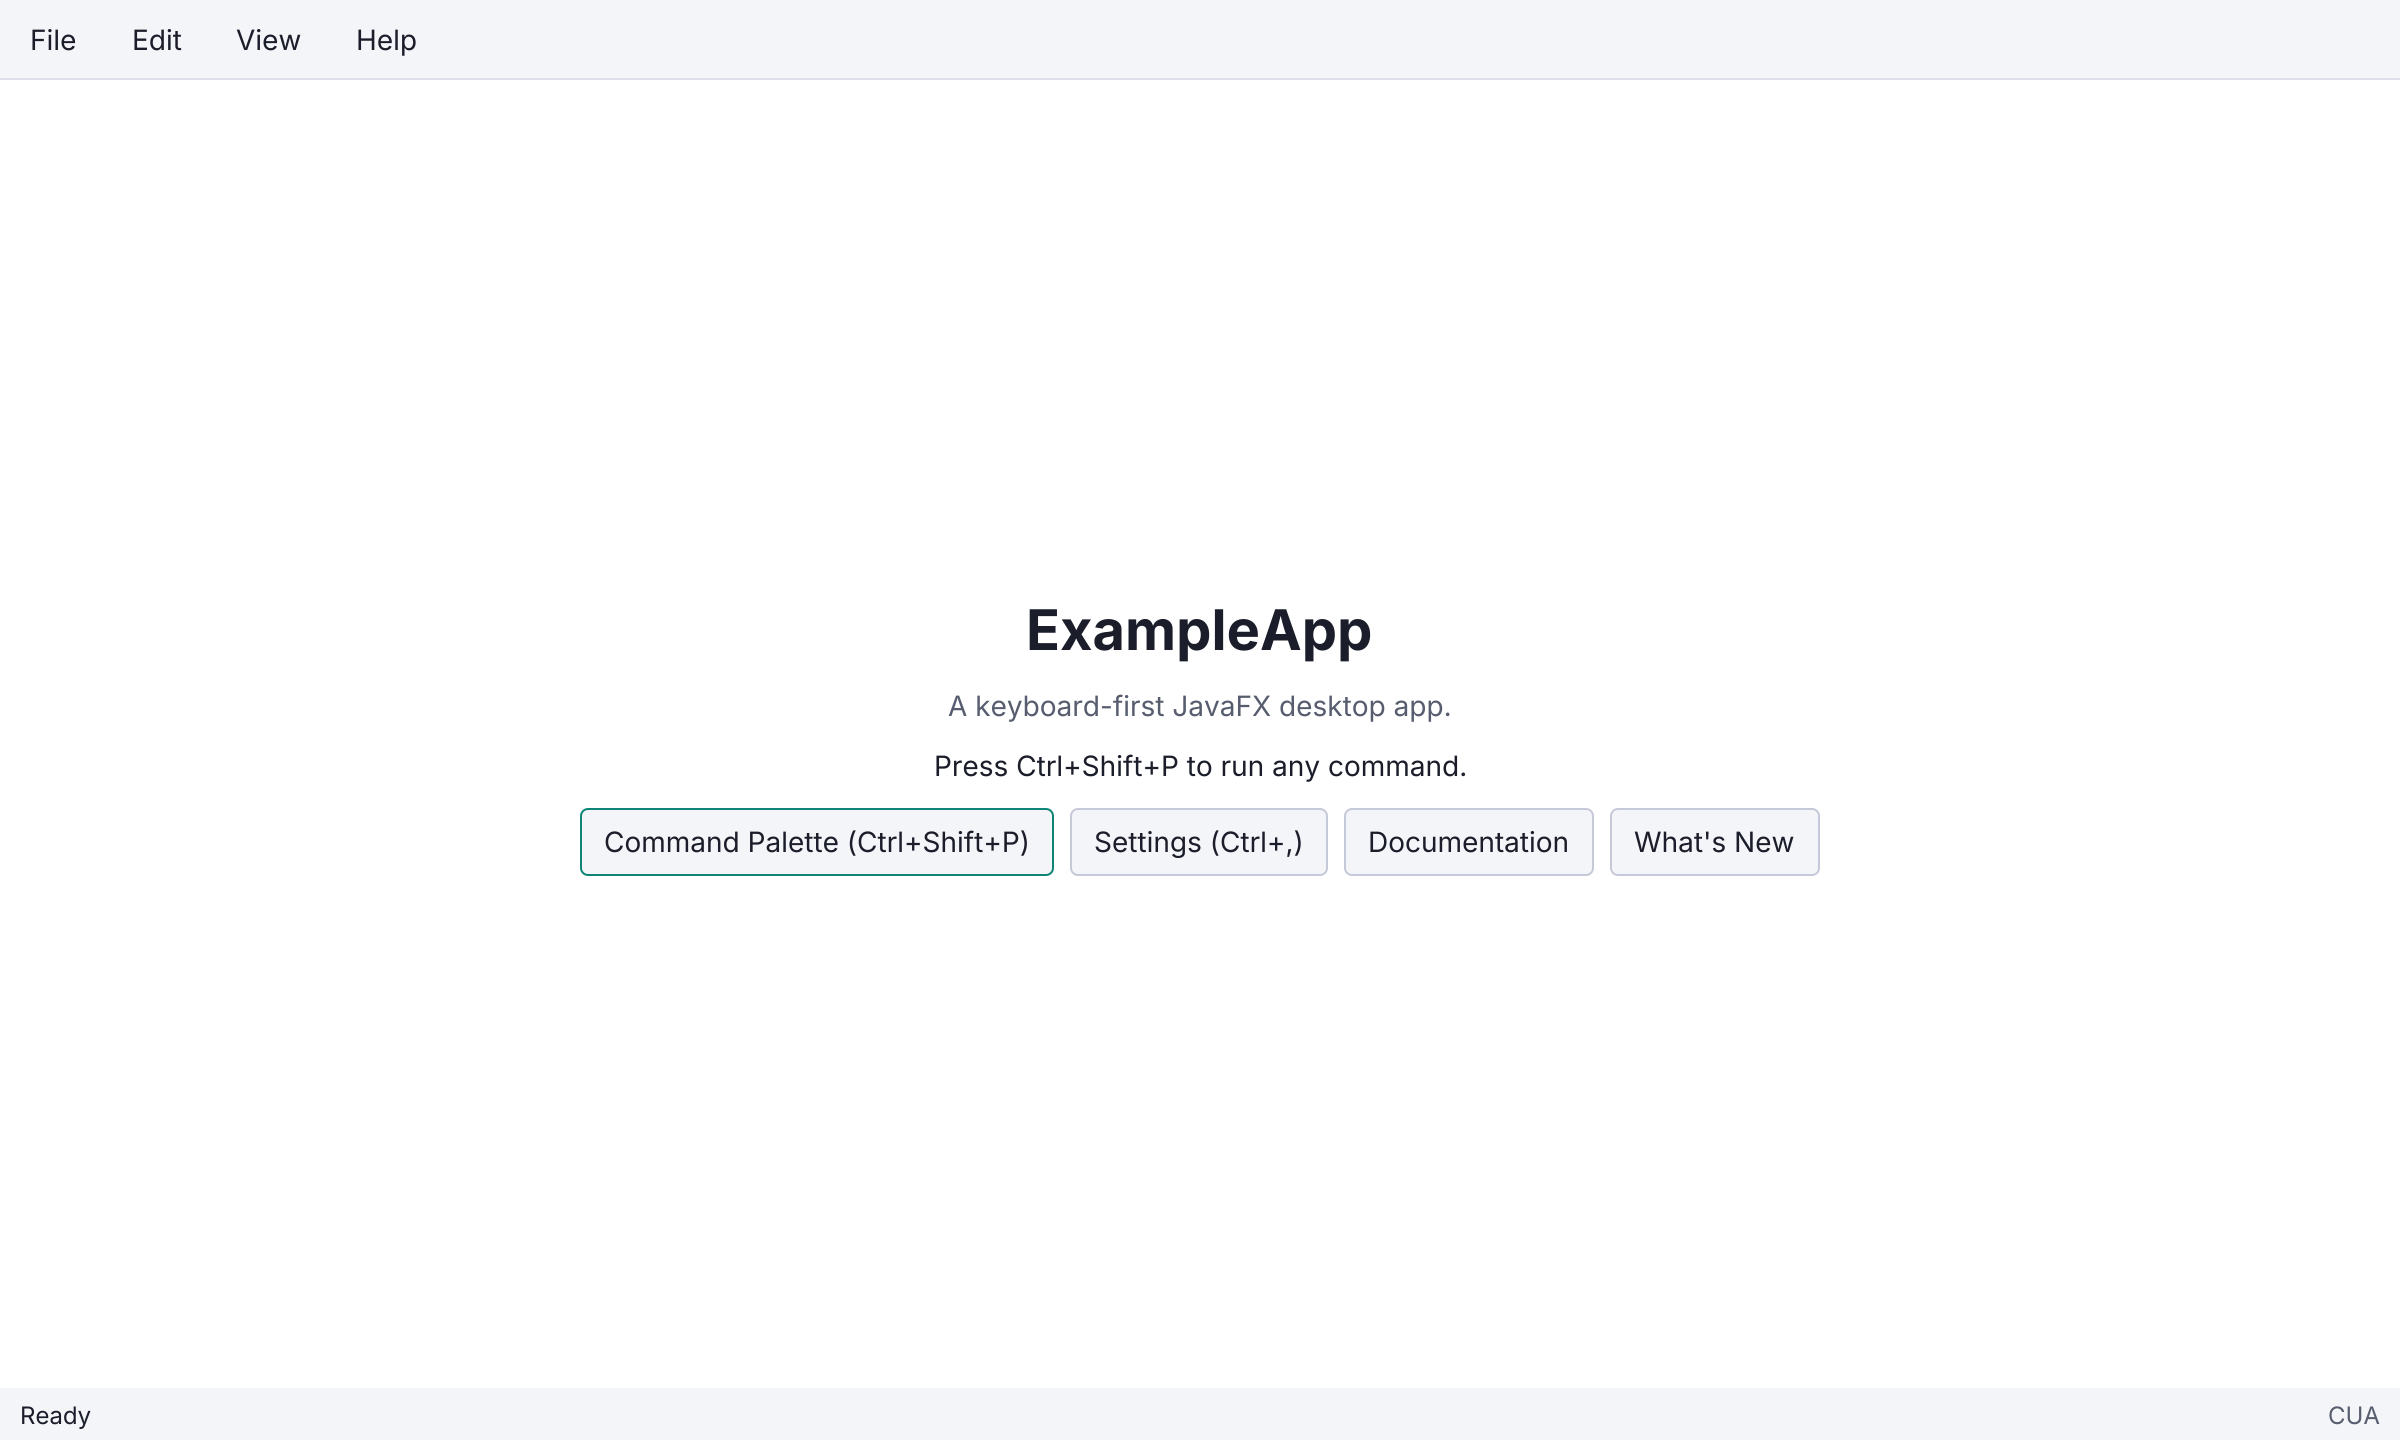 File Edit View Help
ExampleApp
A keyboard-first JavaFX desktop app.
Press Ctrl+Shift+P to run any command.
Command Palette (Ctrl+Shift+P) Settings (Ctrl+,) Documentation What's New
Ready CUA